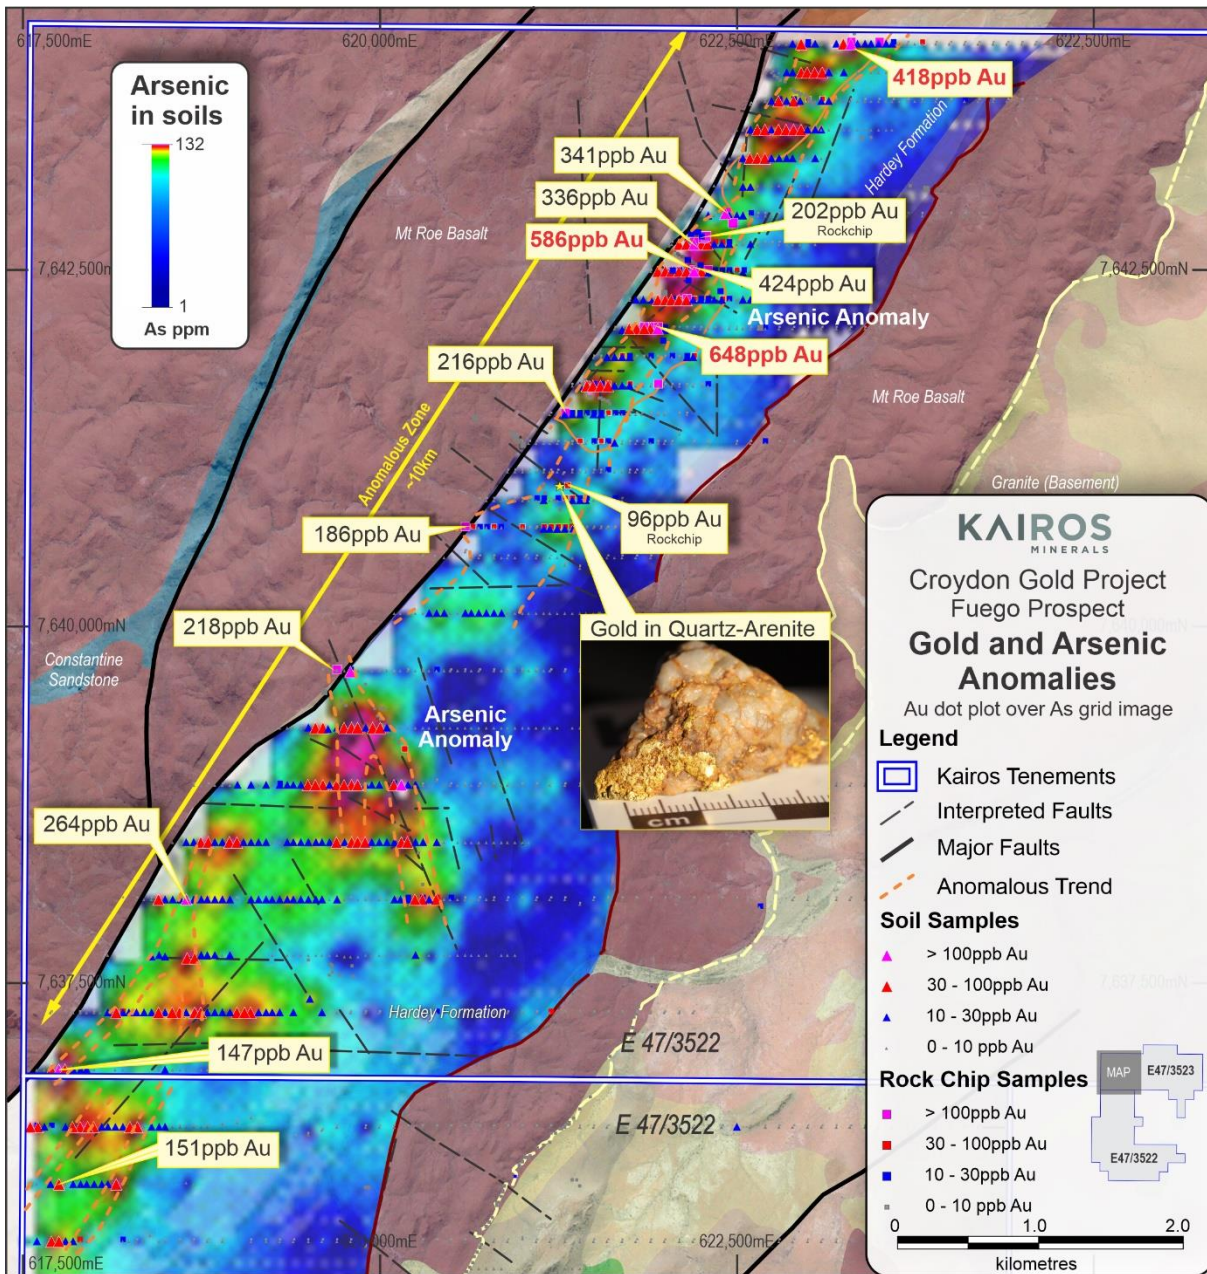 617,500mE
620,000mE
622,500mE
622,500mE
Arsenic
in soils
132
1
As ppm
418ppb Au
Hardey Formation
341ppb Au
336ppb Au
202ppb Au
Rockchip
586ppb Au
424ppb Au
Mt Roe Basalt
7,642,500mN
7,642,500mN
Arsenic Anomaly
648ppb Au
216ppb Au
Mt Roe Basalt
Anomalous Zone
~10km
Granite (Basement)
186ppb Au
96ppb Au
Rockchip
7,640,000mN
7,640,000mN
218ppb Au
Gold in Quartz-Arenite
cm
Constantine
Sandstone
Arsenic
Anomaly
264ppb Au
7,637,500mN
7,637,500mN
Hardey Formation
E 47/3522
147ppb Au
E 47/3522
151ppb Au
617,500mE
622,500mE
KAIROS
MINERALS
Croydon Gold Project
Fuego Prospect
Gold and Arsenic
Anomalies
Au dot plot over As grid image
Legend
Kairos Tenements
Interpreted Faults
Major Faults
Anomalous Trend
Soil Samples
> 100ppb Au
30 - 100ppb Au
10 - 30ppb Au
0 - 10 ppb Au
Rock Chip Samples
> 100ppb Au
30 - 100ppb Au
10 - 30ppb Au
0 - 10 ppb Au
MAP
E47/3523
E47/3522
0 1.0 2.0
kilometres